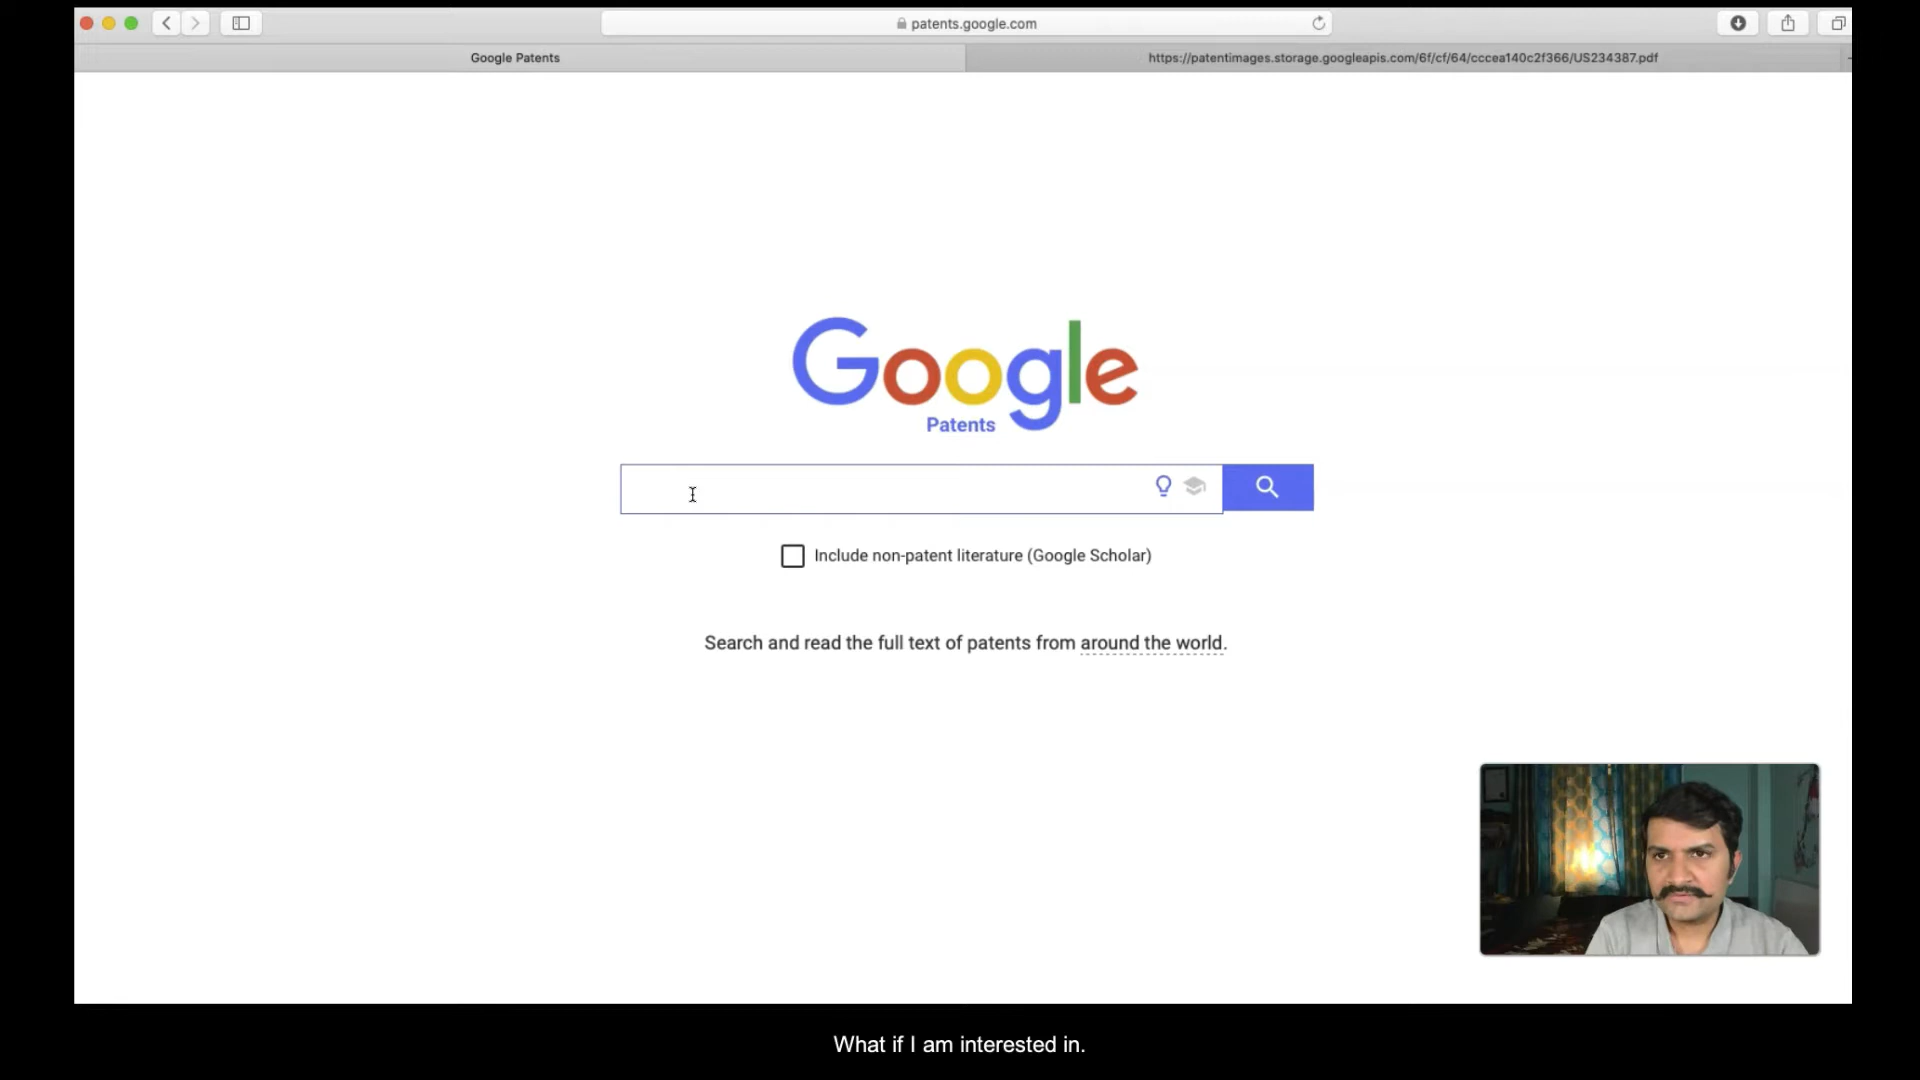 patents.google.com
Google Patents
https://patentimages.storage.googleapis.com/6f/cf/64/cccea140c2f366/US234387.pdf
Google
Patents
Include non-patent literature (Google Scholar)
Search and read the full text of patents from around the world.
What if I am interested in.